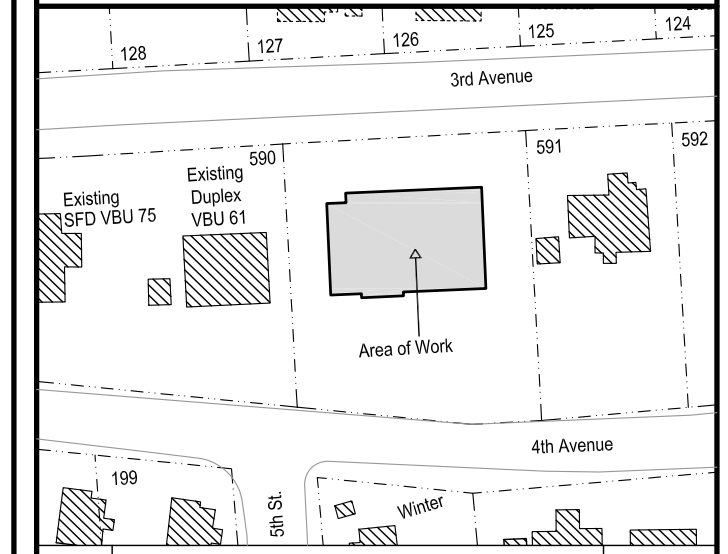 128
127
126
125
124
3rd Avenue
590
591
592
Existing
Duplex
VBU 61
Existing
SFD VBU 75
Area of Work
4th Avenue
199
5th St.
Winter